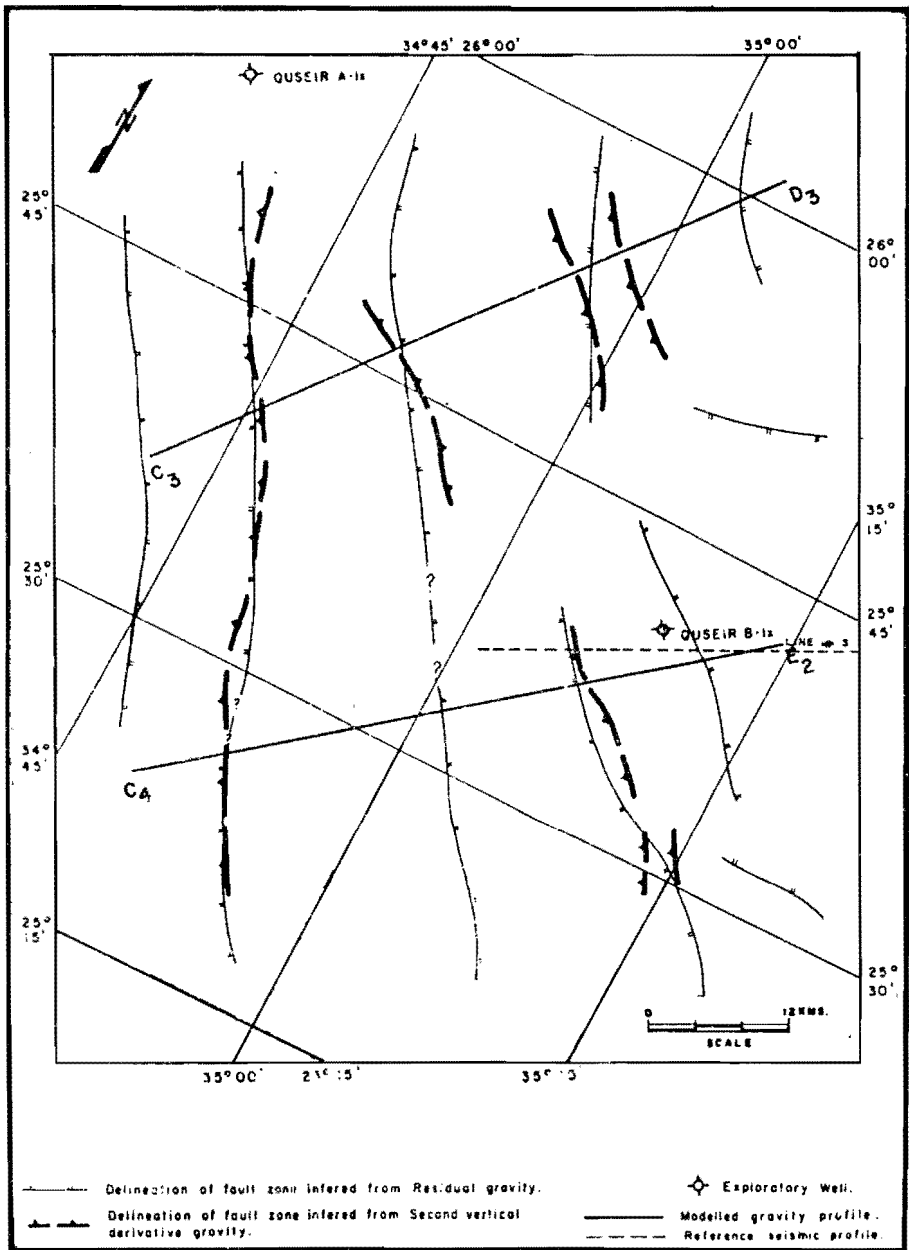 34°45' 26°00' 35°00'
QUSEIR A-1x
N
25°
45'
D3
26°
00'
C3
35°
15'
25°
30'
?
25°
45'
QUSEIR B-1x
LINE # 3
?
?
34°
45'
C4
25°
15'
25°
30'
0 12KMS.
SCALE
35°00'
Delineation of fault zone infered from Residual gravity.
Exploratory Well.
Delineation of fault zone infered from Second vertical
derivative gravity.
Modelled gravity profile.
Reference seismic profile.